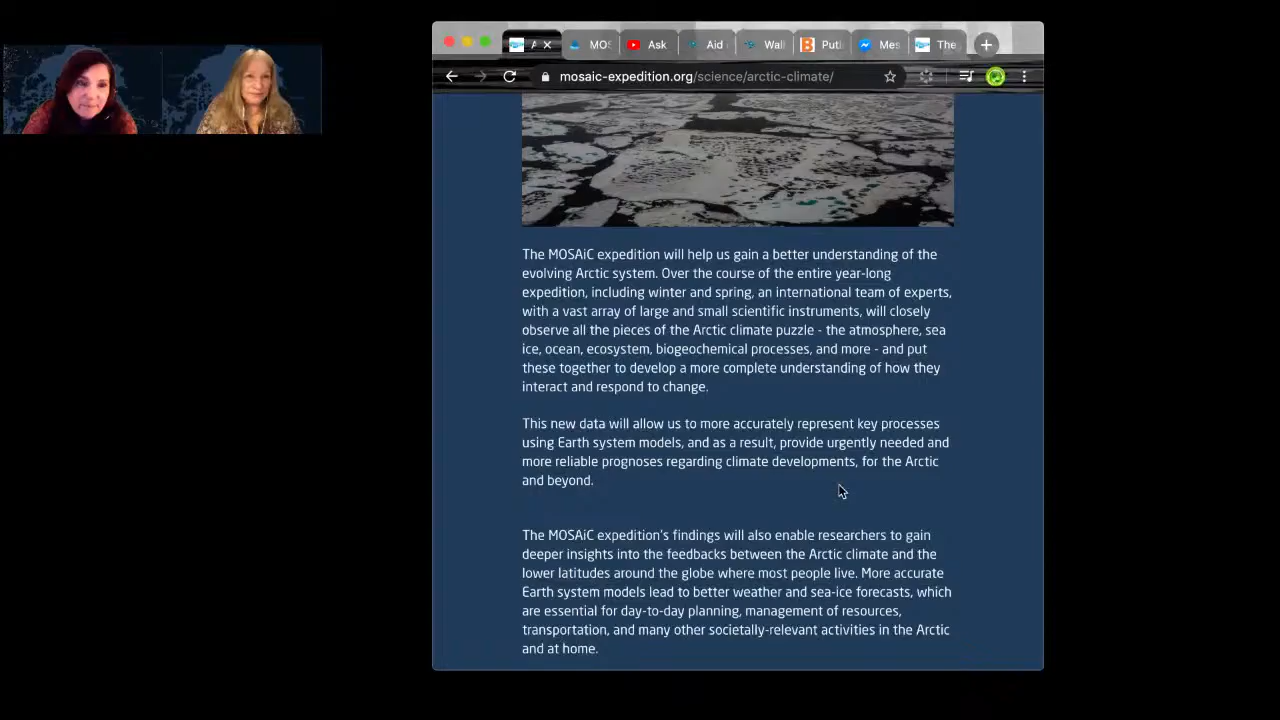 MOS
Ask
Aid
Wall
Puti
Mes
The
mosaic-expedition.org/science/arctic-climate/
The MOSAiC expedition will help us gain a better understanding of the
evolving Arctic system. Over the course of the entire year-long
expedition, including winter and spring, an international team of experts,
with a vast array of large and small scientific instruments, will closely
observe all the pieces of the Arctic climate puzzle - the atmosphere, sea
ice, ocean, ecosystem, biogeochemical processes, and more - and put
these together to develop a more complete understanding of how they
interact and respond to change.
This new data will allow us to more accurately represent key processes
using Earth system models, and as a result, provide urgently needed and
more reliable prognoses regarding climate developments, for the Arctic
and beyond.
The MOSAiC expedition's findings will also enable researchers to gain
deeper insights into the feedbacks between the Arctic climate and the
lower latitudes around the globe where most people live. More accurate
Earth system models lead to better weather and sea-ice forecasts, which
are essential for day-to-day planning, management of resources,
transportation, and many other societally-relevant activities in the Arctic
and at home.